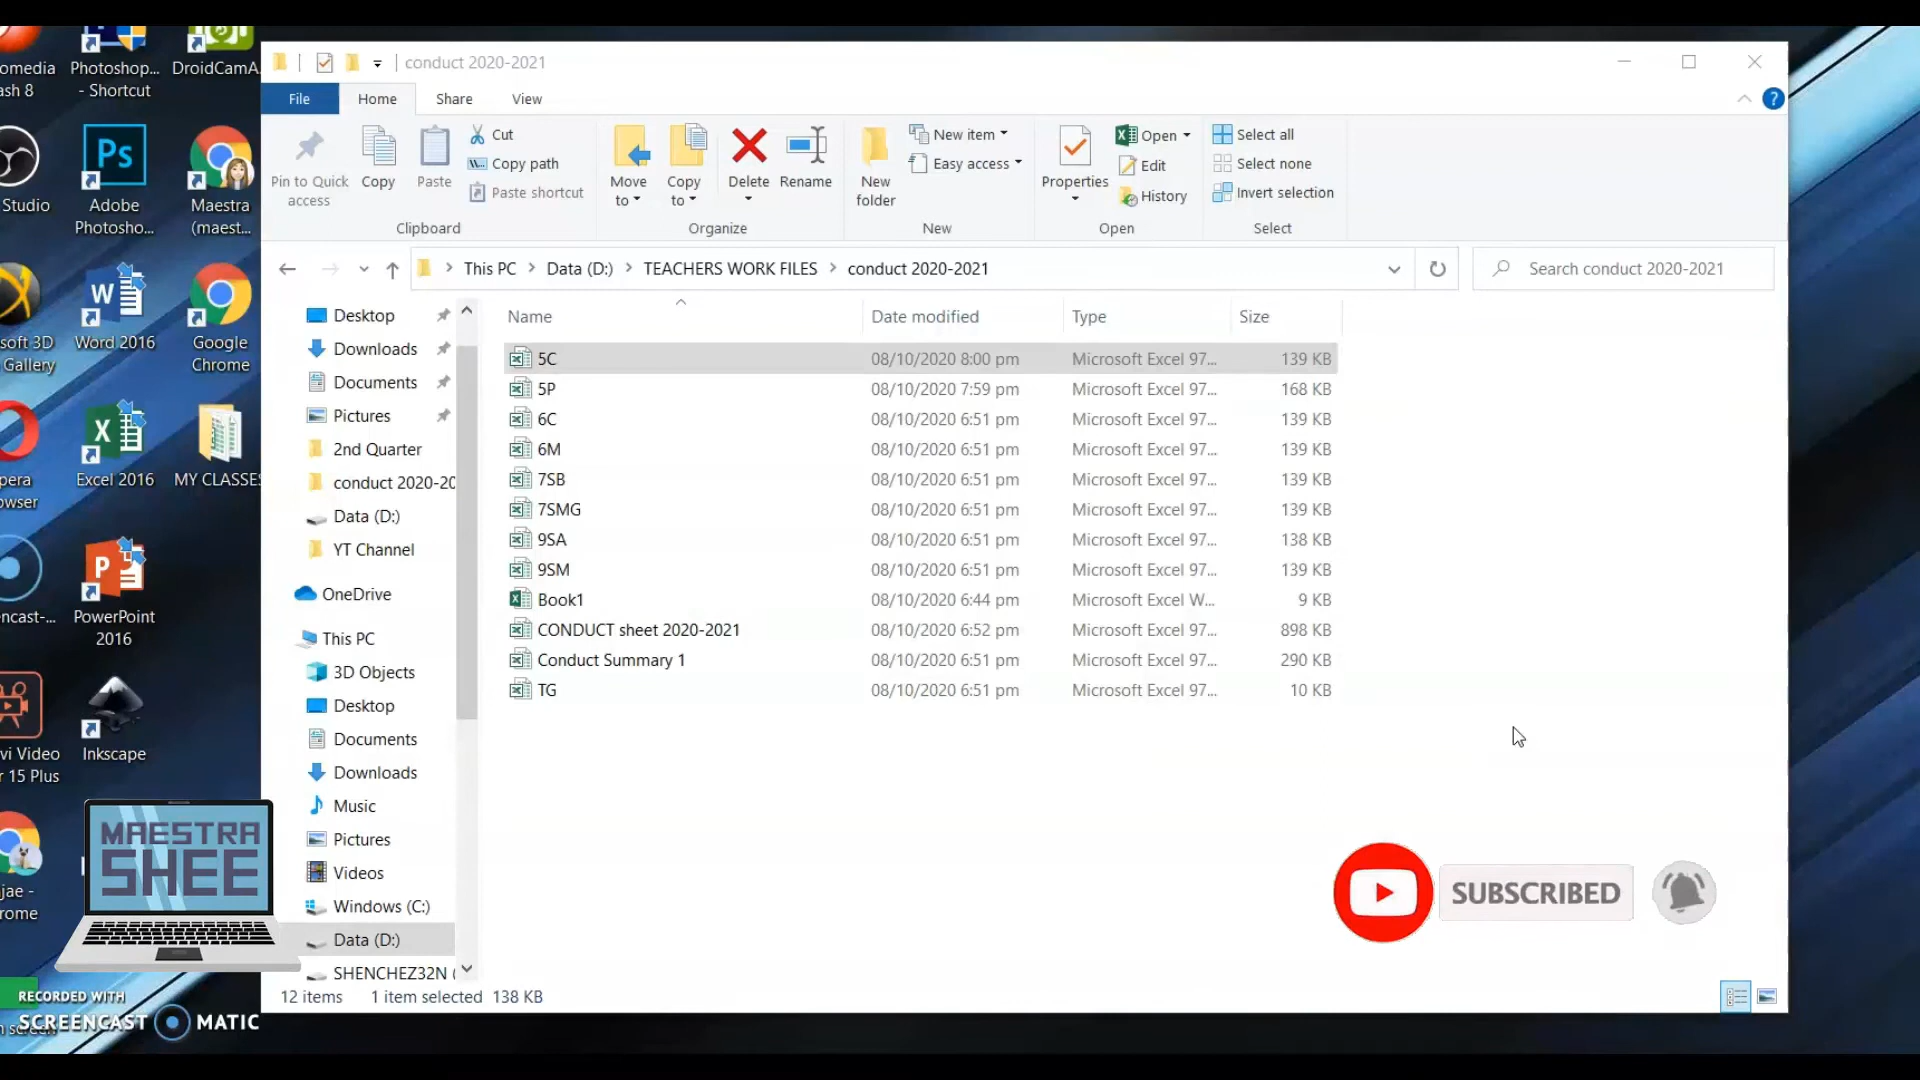 conduct 2020-2021
File Home Share View
Pin to Quick access
Copy
Paste
Cut
Copy path
Paste shortcut
Clipboard
Move to
Copy to
Delete
Rename
Organize
New folder
New item
Easy access
New
Properties
Open
Edit
History
Open
Select all
Select none
Invert selection
Select
This PC > Data (D:) > TEACHERS WORK FILES > conduct 2020-2021
Search conduct 2020-2021
Name Date modified Type Size
5C 08/10/2020 8:00 pm Microsoft Excel 97... 139 KB
5P 08/10/2020 7:59 pm Microsoft Excel 97... 168 KB
6C 08/10/2020 6:51 pm Microsoft Excel 97... 139 KB
6M 08/10/2020 6:51 pm Microsoft Excel 97... 139 KB
7SB 08/10/2020 6:51 pm Microsoft Excel 97... 139 KB
7SMG 08/10/2020 6:51 pm Microsoft Excel 97... 139 KB
9SA 08/10/2020 6:51 pm Microsoft Excel 97... 138 KB
9SM 08/10/2020 6:51 pm Microsoft Excel 97... 139 KB
Book1 08/10/2020 6:44 pm Microsoft Excel W... 9 KB
CONDUCT sheet 2020-2021 08/10/2020 6:52 pm Microsoft Excel 97... 898 KB
Conduct Summary 1 08/10/2020 6:51 pm Microsoft Excel 97... 290 KB
TG 08/10/2020 6:51 pm Microsoft Excel 97... 10 KB
Desktop
Downloads
Documents
Pictures
2nd Quarter
conduct 2020-20
Data (D:)
YT Channel
OneDrive
This PC
3D Objects
Desktop
Documents
Downloads
Music
Pictures
Videos
Windows (C:)
Data (D:)
SHENCHEZ32N (
12 items 1 item selected 138 KB
omedia
ash 8
Photoshop...
- Shortcut
DroidCamA
Studio
Ps
Adobe
Photosho...
Maestra
(maest...
soft 3D
Gallery
Word 2016
Google
Chrome
pera
owser
Excel 2016
MY CLASSES
encast-...
PowerPoint
2016
vi Video
r 15 Plus
Inkscape
jae -
rome
MAESTRA
SHEE
SUBSCRIBED
RECORDED WITH
SCREENCAST MATIC